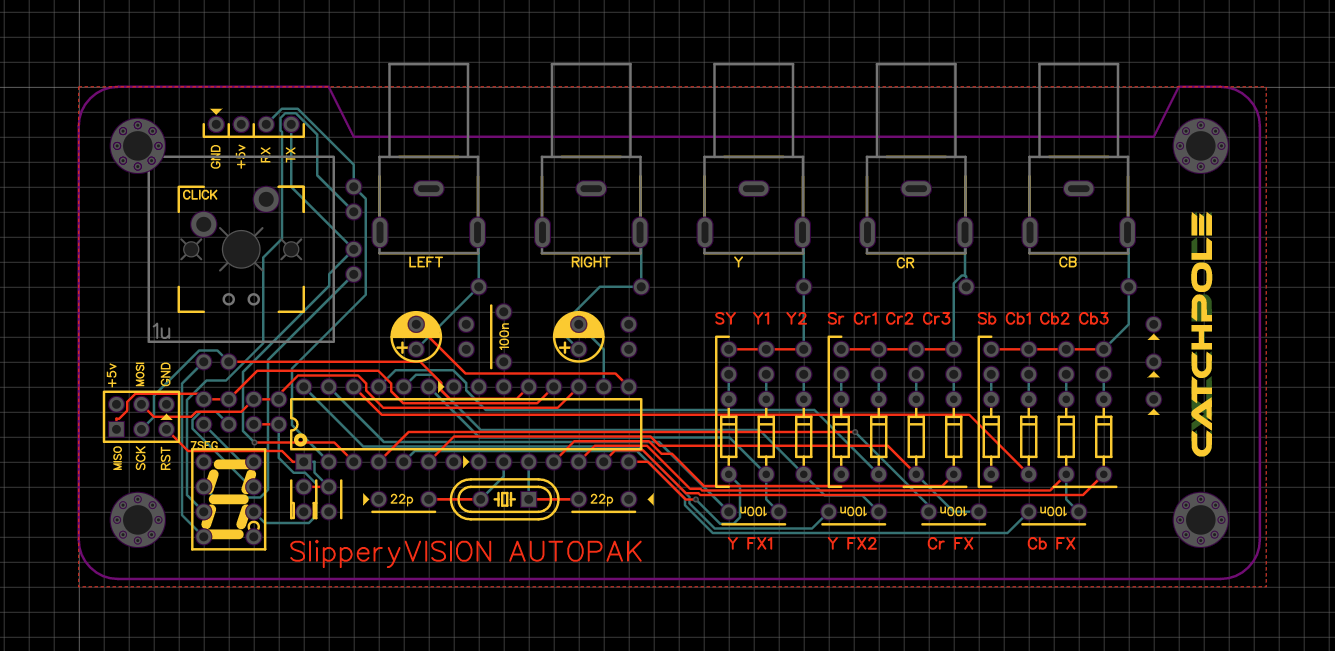 GND +5v RX TX
CLICK
LEFT RIGHT Y CR CB
CATCHPOLE
1u
100n
SY Y1 Y2 Sr Cr1 Cr2 Cr3 Sb Cb1 Cb2 Cb3
+5v MOSI GND
MISO SCK RST
7SEG
22p 22p
100n 100n 100n 100n
Y FX1 Y FX2 Cr FX Cb FX
SlipperyVISION AUTOPAK